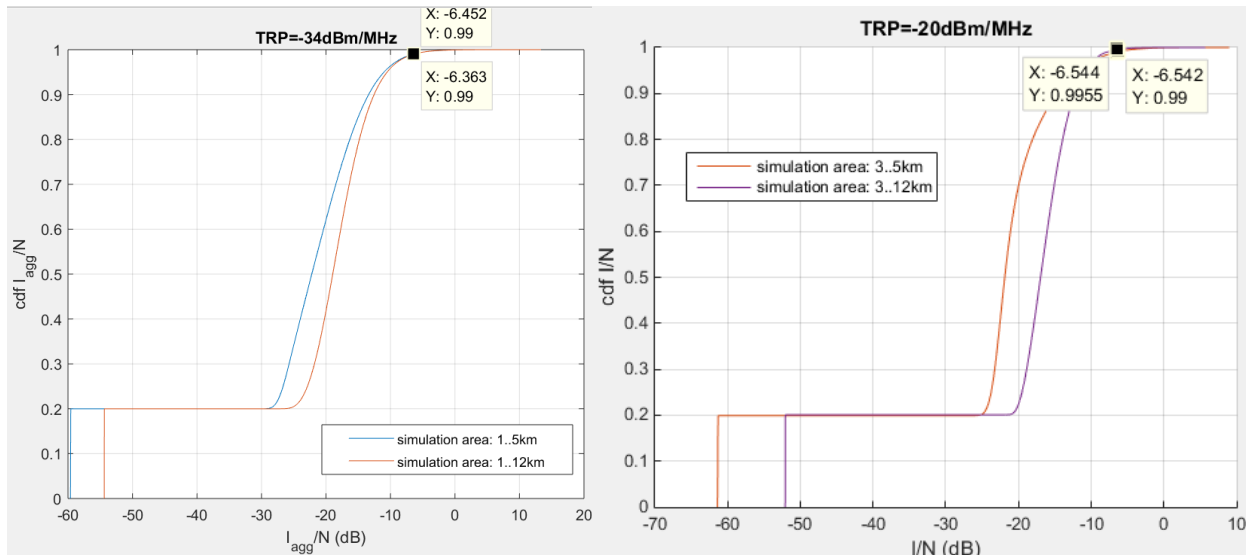 TRP=-34dBm/MHz
X: -6.452
Y: 0.99
X: -6.363
Y: 0.99
1
0.9
0.8
0.7
0.6
0.5
0.4
0.3
0.2
0.1
0
cdf I_agg/N
simulation area: 1..5km
simulation area: 1..12km
-60
-50
-40
-30
-20
-10
0
10
20
I_agg/N (dB)
TRP=-20dBm/MHz
X: -6.544
Y: 0.9955
X: -6.542
Y: 0.99
1
0.9
0.8
0.7
0.6
0.5
0.4
0.3
0.2
0.1
0
cdf I/N
simulation area: 3..5km
simulation area: 3..12km
-70
-60
-50
-40
-30
-20
-10
0
10
I/N (dB)